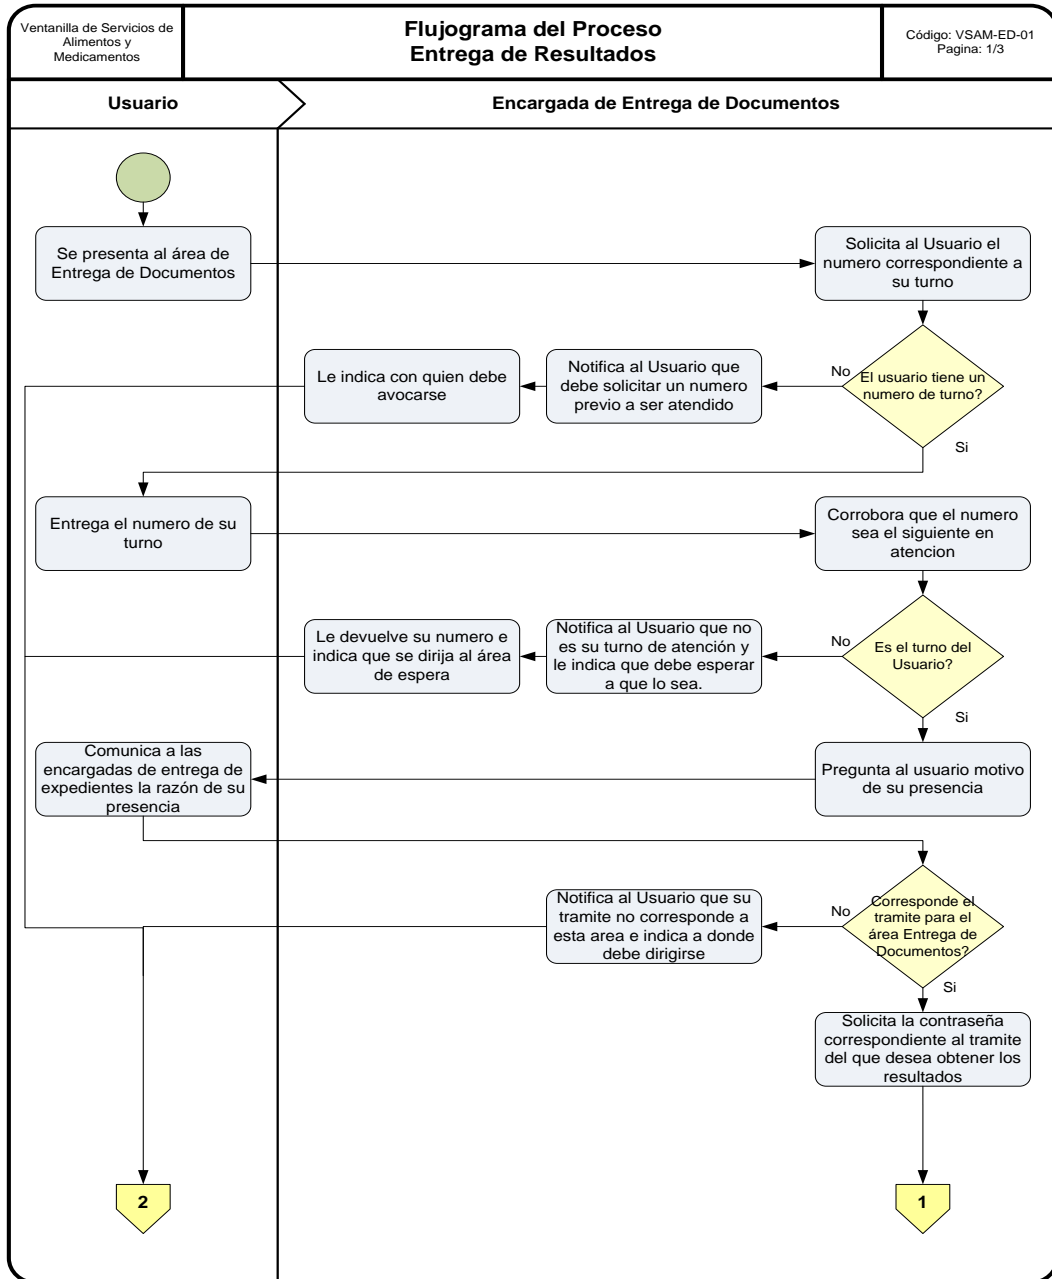 Ventanilla de Servicios de
Alimentos y
Medicamentos
Flujograma del Proceso
Entrega de Resultados
Código: VSAM-ED-01
Pagina: 1/3
Usuario
Encargada de Entrega de Documentos
Se presenta al área de
Entrega de Documentos
Solicita al Usuario el
numero correspondiente a
su turno
El usuario tiene un
numero de turno?
No
Notifica al Usuario que
debe solicitar un numero
previo a ser atendido
Le indica con quien debe
avocarse
Si
Entrega el numero de su
turno
Corrobora que el numero
sea el siguiente en
atencion
Es el turno del
Usuario?
No
Notifica al Usuario que no
es su turno de atención y
le indica que debe esperar
a que lo sea.
Le devuelve su numero e
indica que se dirija al área
de espera
Si
Pregunta al usuario motivo
de su presencia
Comunica a las
encargadas de entrega de
expedientes la razón de su
presencia
Corresponde el
tramite para el
área Entrega de
Documentos?
No
Notifica al Usuario que su
tramite no corresponde a
esta area e indica a donde
debe dirigirse
Si
Solicita la contraseña
correspondiente al tramite
del que desea obtener los
resultados
2
1